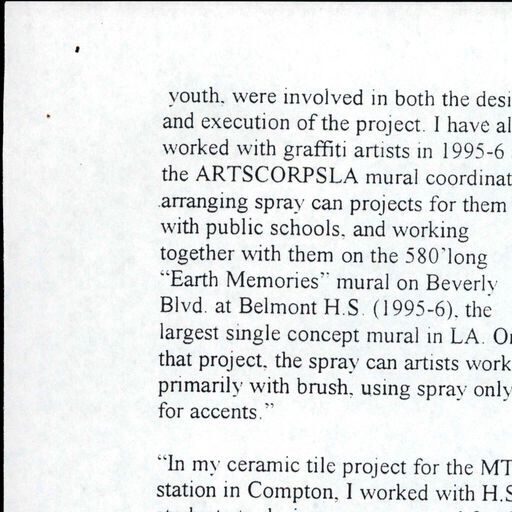 youth, were involved in both the desi
and execution of the project. I have al
worked with graffiti artists in 1995-6
the ARTSCORPSLA mural coordinat
arranging spray can projects for them
with public schools, and working
together with them on the 580'long
“Earth Memories” mural on Beverly
Blvd. at Belmont H.S. (1995-6), the
largest single concept mural in LA. On
that project, the spray can artists work
primarily with brush, using spray only
for accents.”
“In my ceramic tile project for the MT
station in Compton, I worked with H.S